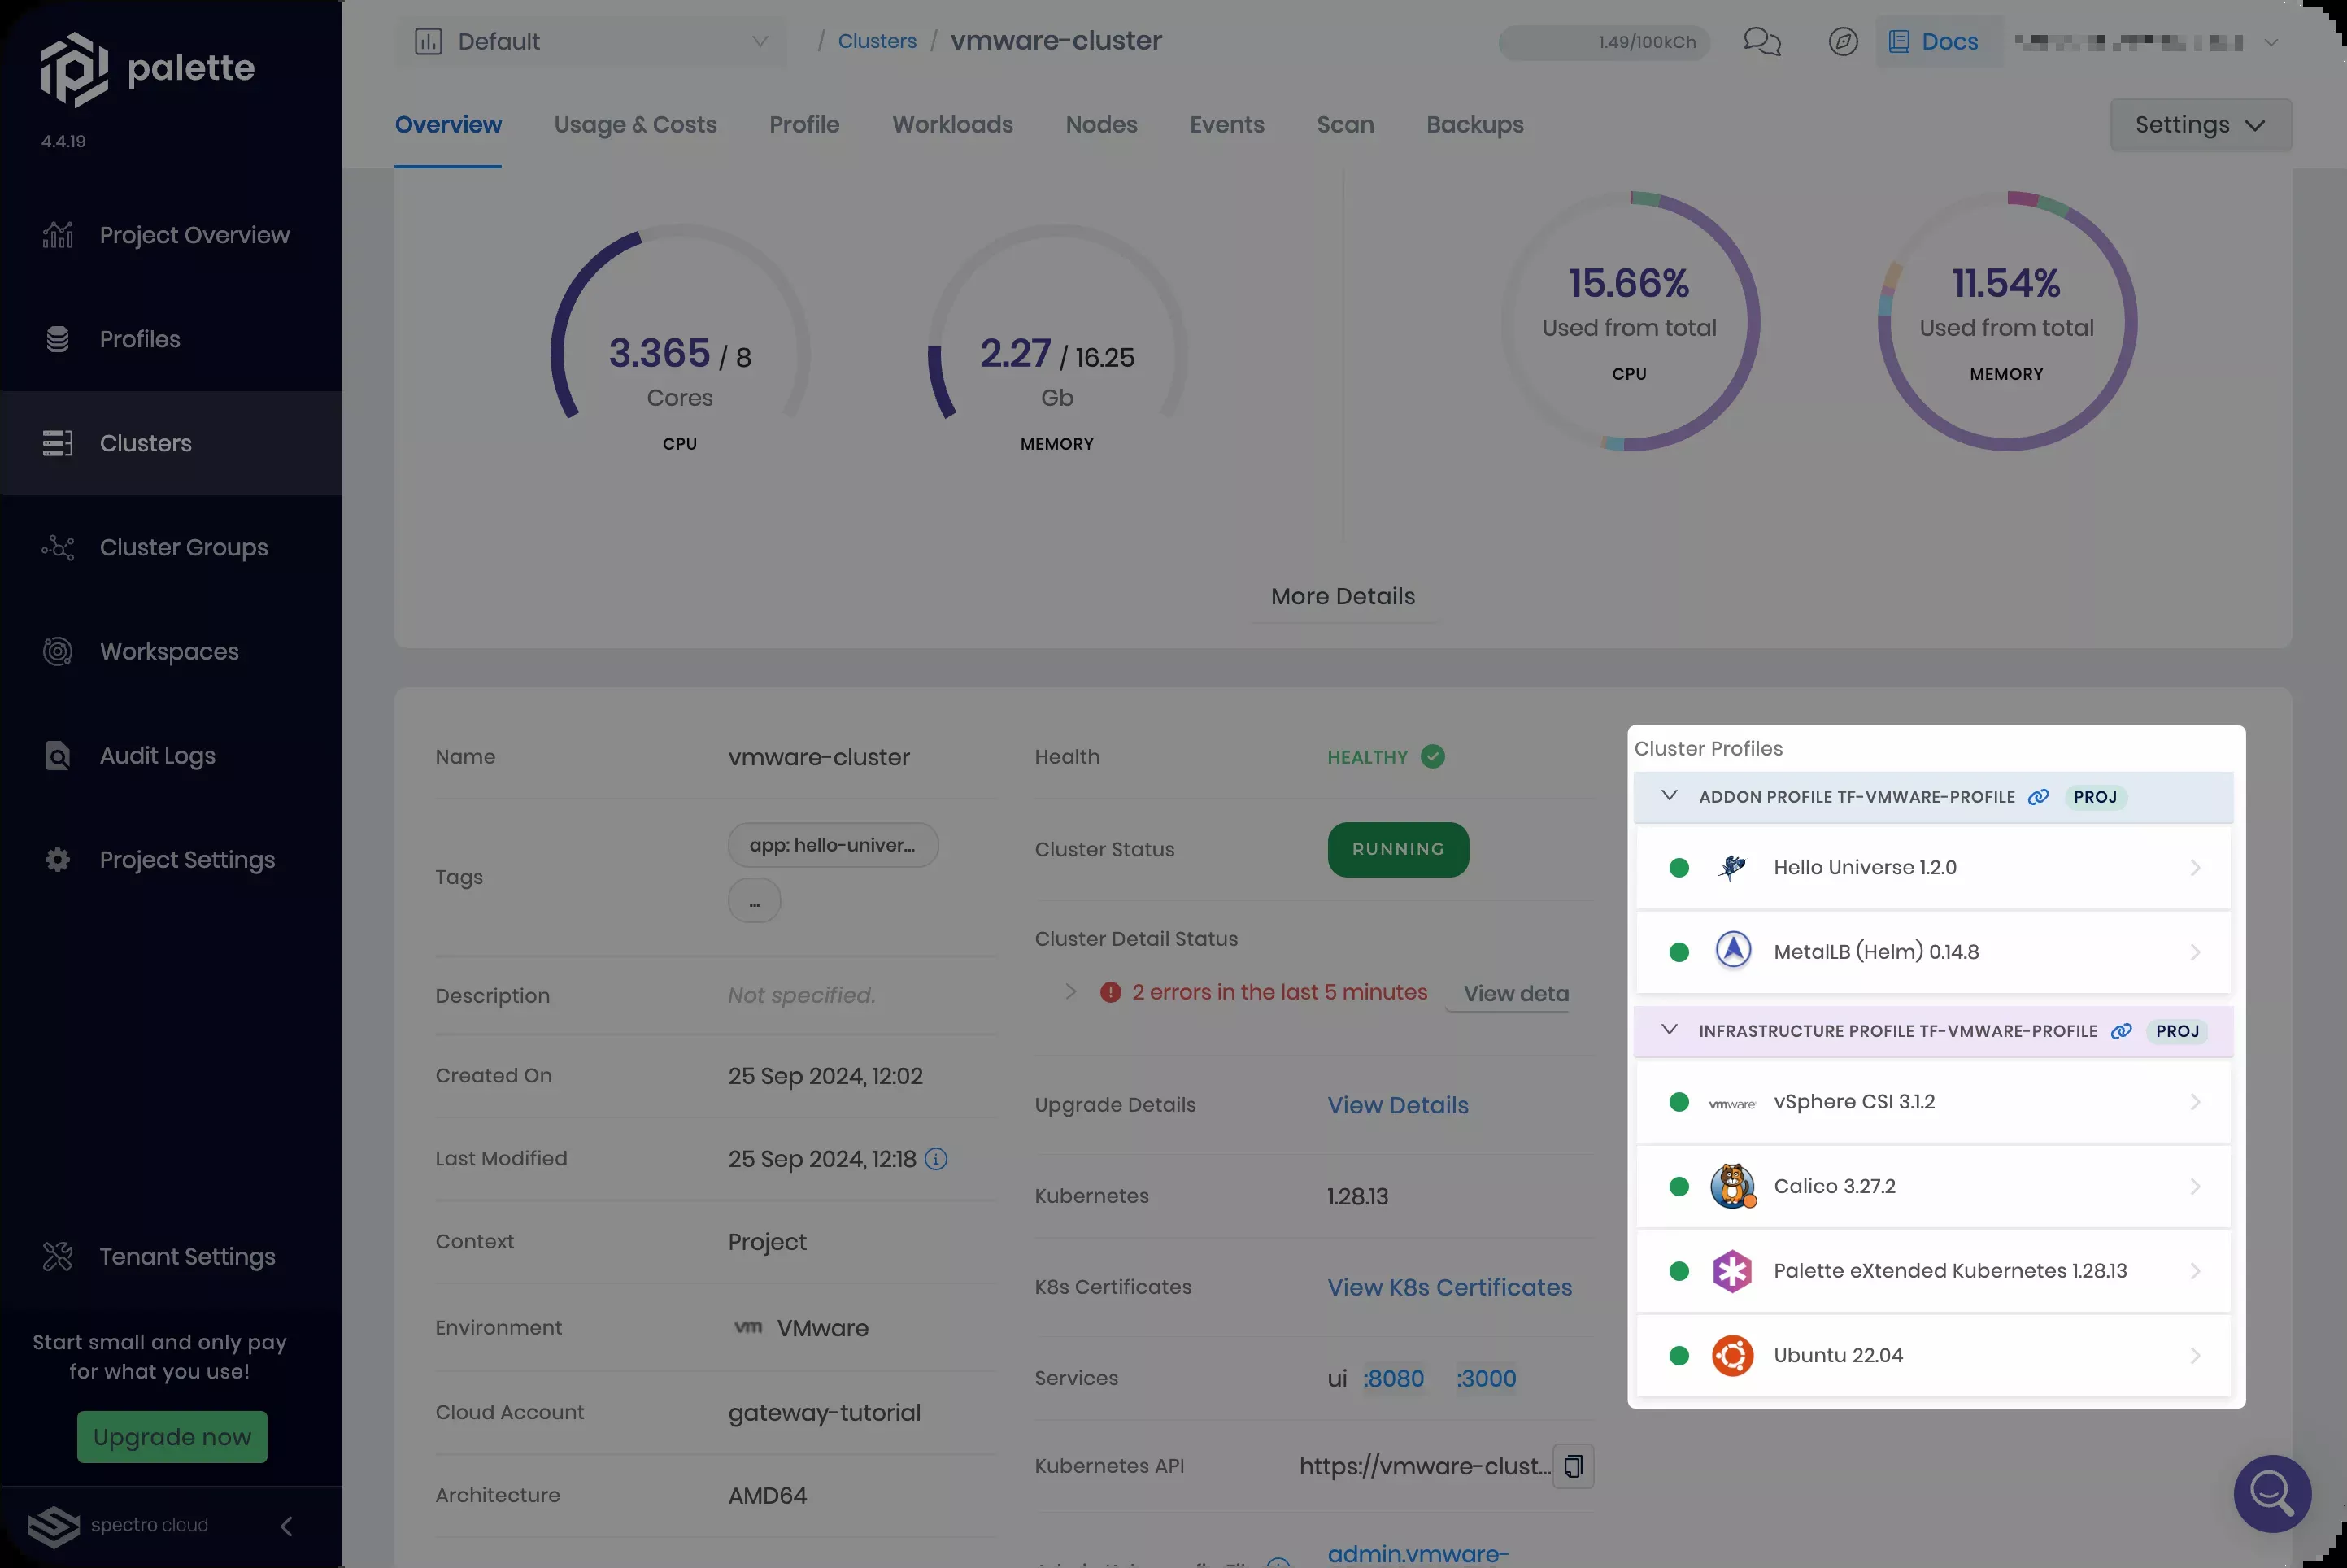 palette
4.4.19
Project Overview
Profiles
Clusters
Cluster Groups
Workspaces
Audit Logs
Project Settings
Tenant Settings
Start small and only pay
for what you use!
Upgrade now
spectro cloud
Default
/ Clusters / vmware-cluster
1.49/100kCh
Docs
Overview Usage & Costs Profile Workloads Nodes Events Scan Backups
Settings
3.365 / 8
Cores
CPU
2.27 / 16.25
Gb
MEMORY
15.66%
Used from total
CPU
11.54%
Used from total
MEMORY
More Details
Name vmware-cluster
Tags app: hello-univer...
...
Description Not specified.
Created On 25 Sep 2024, 12:02
Last Modified 25 Sep 2024, 12:18
Context Project
Environment vm VMware
Cloud Account gateway-tutorial
Architecture AMD64
Health HEALTHY
Cluster Status RUNNING
Cluster Detail Status
2 errors in the last 5 minutes View deta
Upgrade Details View Details
Kubernetes 1.28.13
K8s Certificates View K8s Certificates
Services ui :8080 :3000
Kubernetes API https://vmware-clust...
admin.vmware-
Cluster Profiles
ADDON PROFILE TF-VMWARE-PROFILE PROJ
Hello Universe 1.2.0
MetalLB (Helm) 0.14.8
INFRASTRUCTURE PROFILE TF-VMWARE-PROFILE PROJ
vmware vSphere CSI 3.1.2
Calico 3.27.2
Palette eXtended Kubernetes 1.28.13
Ubuntu 22.04